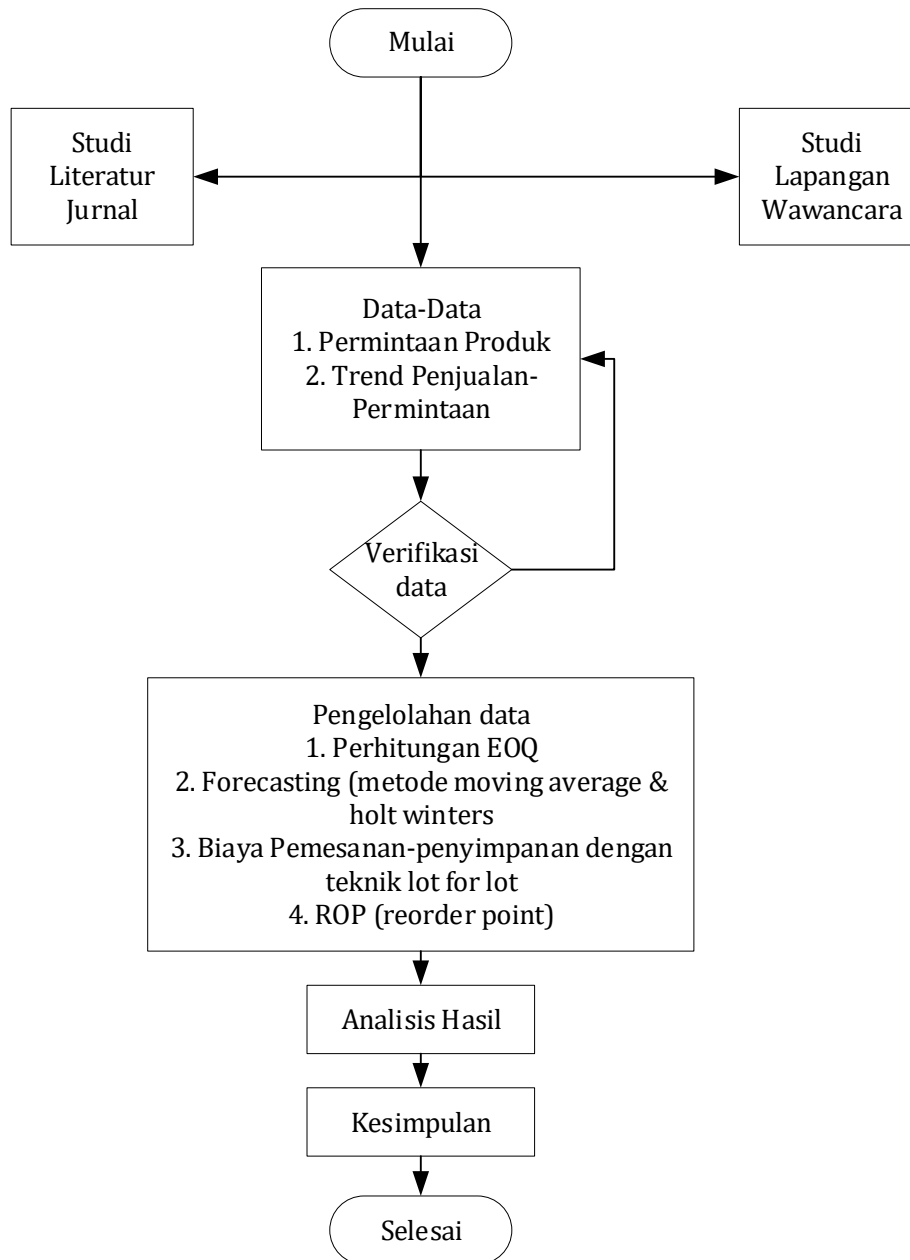 Mulai
Studi
Literatur
Jurnal
Studi
Lapangan
Wawancara
Data-Data
1. Permintaan Produk
2. Trend Penjualan-
Permintaan
Verifikasi
data
Pengelolahan data
1. Perhitungan EOQ
2. Forecasting (metode moving average &
holt winters
3. Biaya Pemesanan-penyimpanan dengan
teknik lot for lot
4. ROP (reorder point)
Analisis Hasil
Kesimpulan
Selesai